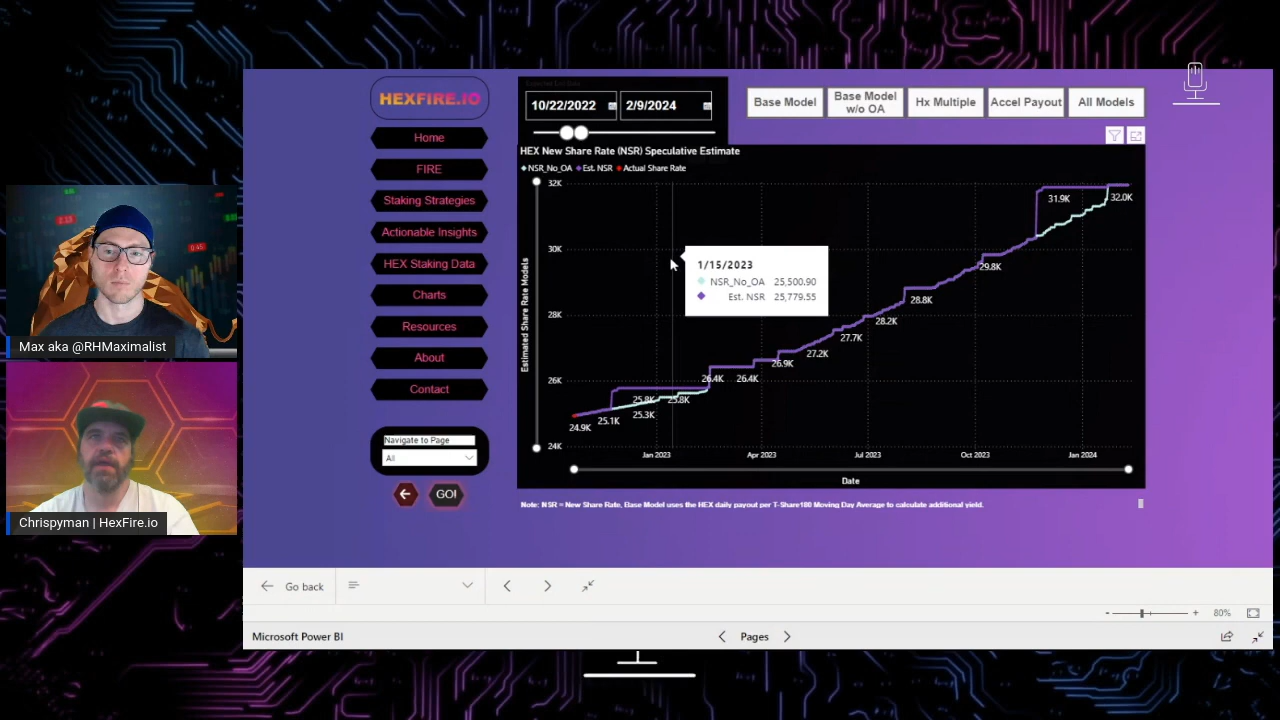 HEXFIRE.IO
Home
FIRE
Staking Strategies
Actionable Insights
HEX Staking Data
Charts
Resources
About
Contact
Navigate to Page
All
GO!
10/22/2022
2/9/2024
Base Model
Base Model
w/o OA
Hx Multiple
Accel Payout
All Models
HEX New Share Rate (NSR) Speculative Estimate
NSR_No_OA Est. NSR Actual Share Rate
Estimated Share Rate Models
32K
30K
28K
26K
24K
24.9K
25.1K
25.8K
25.3K
25.8K
26.4K
26.4K
26.9K
27.2K
27.7K
28.2K
28.8K
29.8K
31.9K
32.0K
1/15/2023
NSR_No_OA 25,500.90
Est. NSR 25,779.55
Jan 2023
Apr 2023
Jul 2023
Oct 2023
Jan 2024
Date
Note: NSR = New Share Rate, Base Model uses the HEX daily payout per T-Share180 Moving Day Average to calculate additional yield.
2.15
0.95
Max aka @RHMaximalist
Chrispyman | HexFire.io
Go back
- + 80%
Microsoft Power BI
Pages